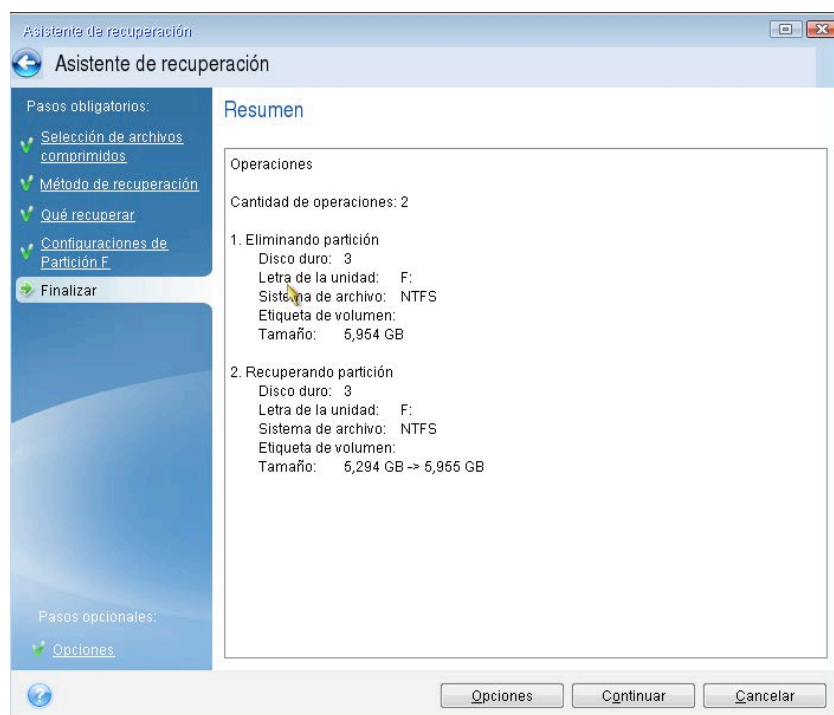 Asistente de recuperación
Asistente de recuperación
Pasos obligatorios:
Selección de archivos
comprimidos
Método de recuperación
Qué recuperar
Configuraciones de
Partición F
Finalizar
Pasos opcionales:
Opciones
Resumen
Operaciones
Cantidad de operaciones: 2
1. Eliminando partición
Disco duro: 3
Letra de la unidad: F:
Sistema de archivo: NTFS
Etiqueta de volumen:
Tamaño: 5,954 GB
2. Recuperando partición
Disco duro: 3
Letra de la unidad: F:
Sistema de archivo: NTFS
Etiqueta de volumen:
Tamaño: 5,294 GB -> 5,955 GB
Opciones
Continuar
Cancelar